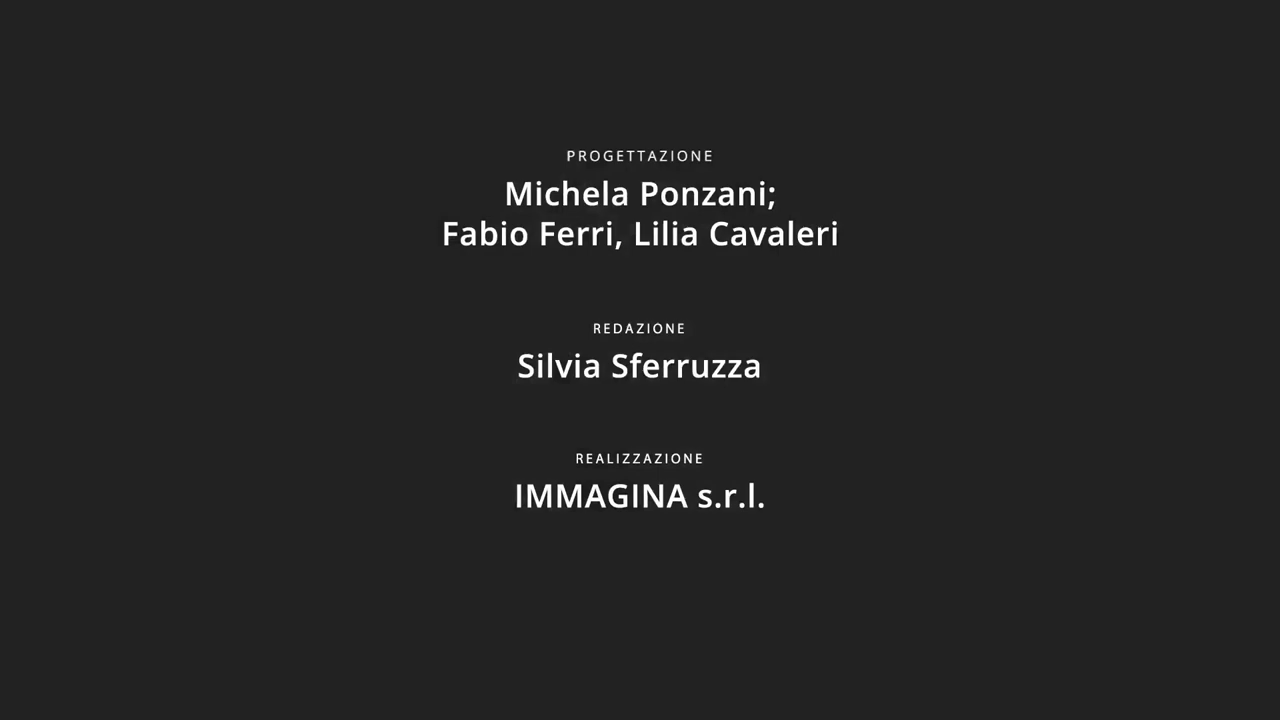 PROGETTAZIONE
Michela Ponzani;
Fabio Ferri, Lilia Cavaleri
REDAZIONE
Silvia Sferruzza
REALIZZAZIONE
IMMAGINA s.r.l.